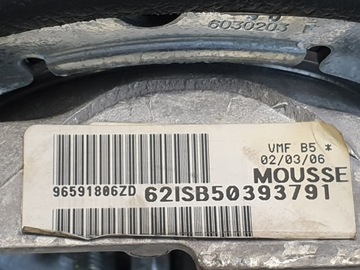 6030203 F
VMF B5 *
02/03/06
MOUSSE
96591806ZD 62ISB50393791